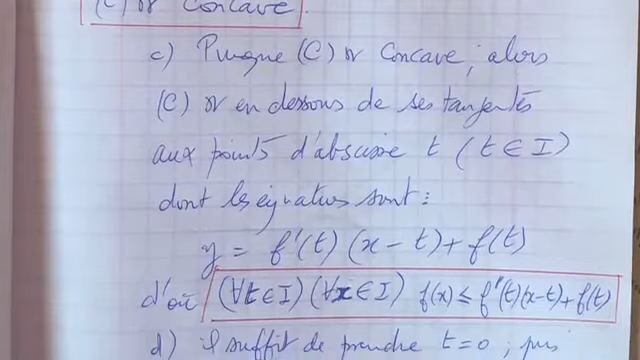 (C) est Concave.
c) Puisque (C) est Concave ; alors
(C) est en dessous de ses tangentes
aux points d'abscisse t (t ∈ I)
dont les équations sont :
y = f'(t) (x - t) + f(t)
d'où (∀t ∈ I) (∀x ∈ I) f(x) ≤ f'(t)(x-t) + f(t)
d) il suffit de prendre t = 0 ; puis